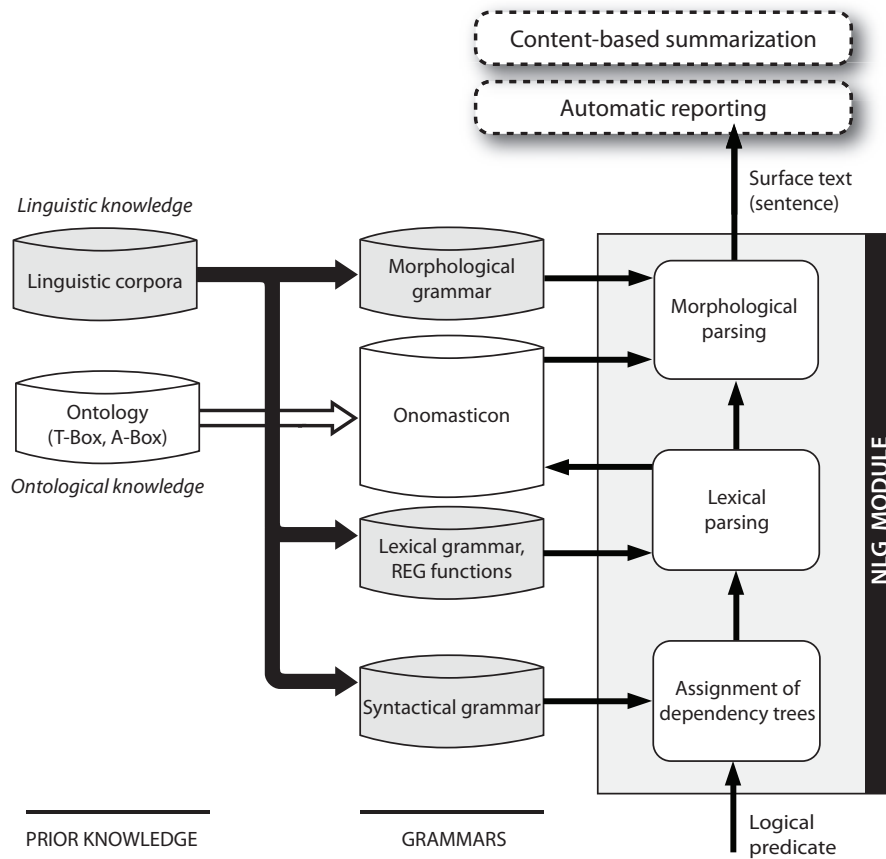 Content-based summarization
Automatic reporting
Surface text
(sentence)
Linguistic knowledge
Linguistic corpora
Morphological
grammar
Morphological
parsing
Ontology
(T-Box, A-Box)
Onomasticon
Ontological knowledge
Lexical
parsing
NLG MODULE
Lexical grammar,
REG functions
Syntactical grammar
Assignment of
dependency trees
PRIOR KNOWLEDGE
GRAMMARS
Logical
predicate